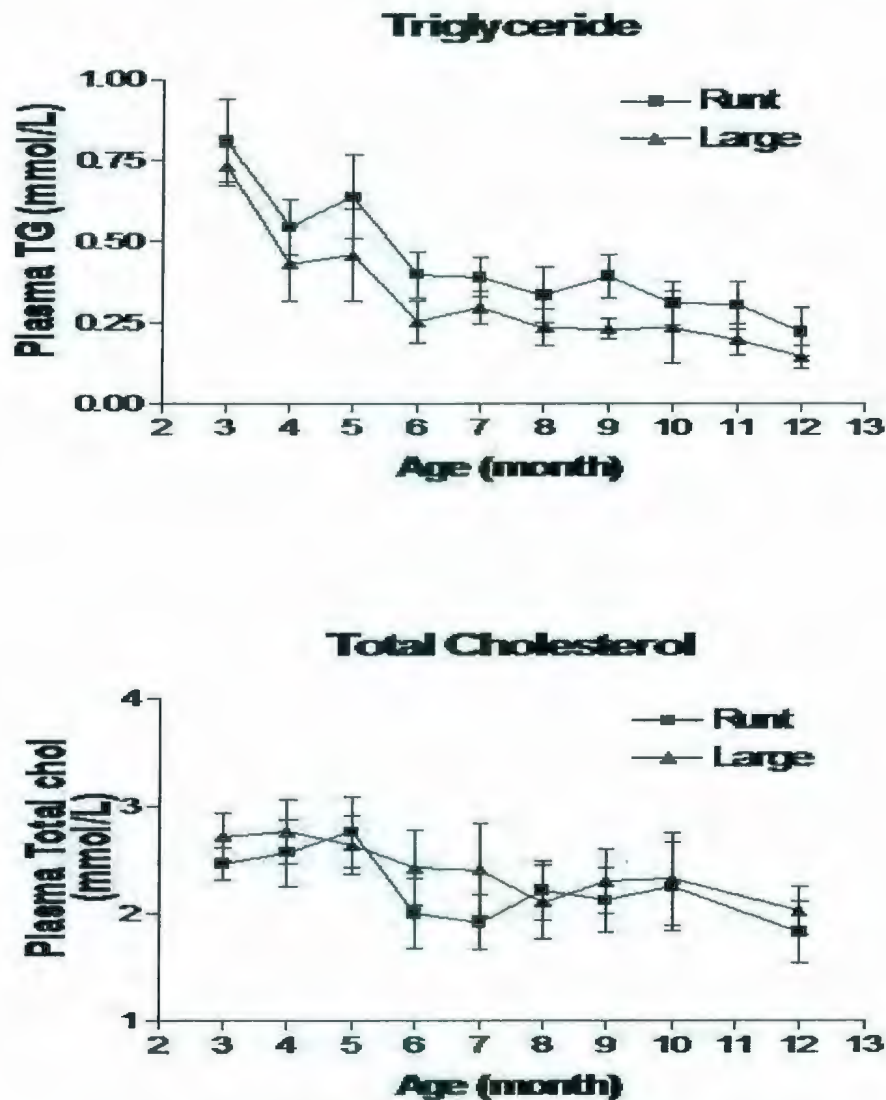 Triglyceride
1.00
0.75
0.50
0.25
0.00
Plasma TG (mmol/L)
Runt
Large
2 3 4 5 6 7 8 9 10 11 12 13
Age (month)
Total Cholesterol
4
3
2
1
Plasma Total chol
(mmol/L)
Runt
Large
2 3 4 5 6 7 8 9 10 11 12 13
Age (month)